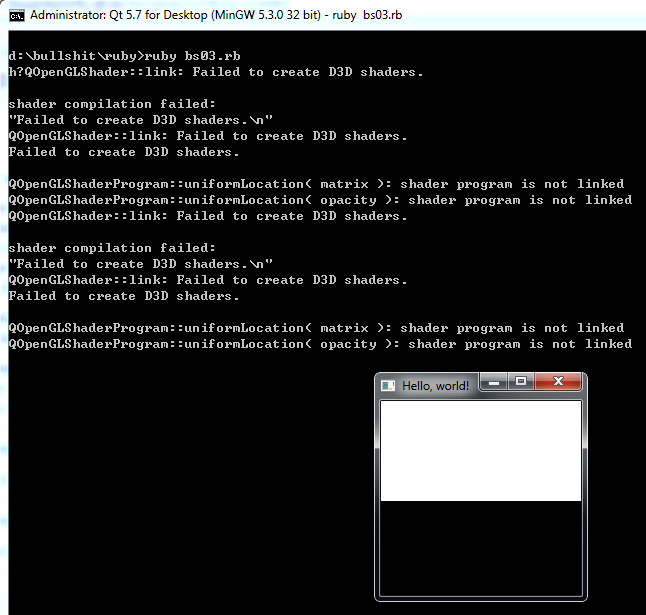 Administrator: Qt 5.7 for Desktop (MinGW 5.3.0 32 bit) - ruby bs03.rb
d:\bullshit\ruby>ruby bs03.rb
h?QOpenGLShader::link: Failed to create D3D shaders.
shader compilation failed:
"Failed to create D3D shaders.\n"
QOpenGLShader::link: Failed to create D3D shaders.
Failed to create D3D shaders.
QOpenGLShaderProgram::uniformLocation( matrix ): shader program is not linked
QOpenGLShaderProgram::uniformLocation( opacity ): shader program is not linked
QOpenGLShader::link: Failed to create D3D shaders.
shader compilation failed:
"Failed to create D3D shaders.\n"
QOpenGLShader::link: Failed to create D3D shaders.
Failed to create D3D shaders.
QOpenGLShaderProgram::uniformLocation( matrix ): shader program is not linked
QOpenGLShaderProgram::uniformLocation( opacity ): shader program is not linked
Hello, world!